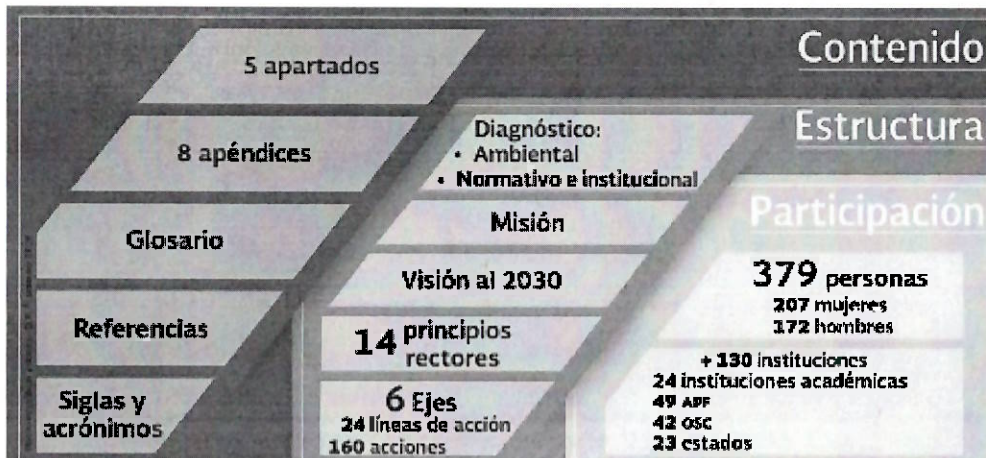 Contenido
5 apartados
8 apéndices
Glosario
Referencias
Siglas y
acrónimos
Estructura
Diagnóstico:
• Ambiental
• Normativo e institucional
Misión
Visión al 2030
14 principios
rectores
6 Ejes
24 líneas de acción
160 acciones
Participación
379 personas
207 mujeres
172 hombres
+ 130 instituciones
24 instituciones académicas
49 APF
42 OSC
23 estados